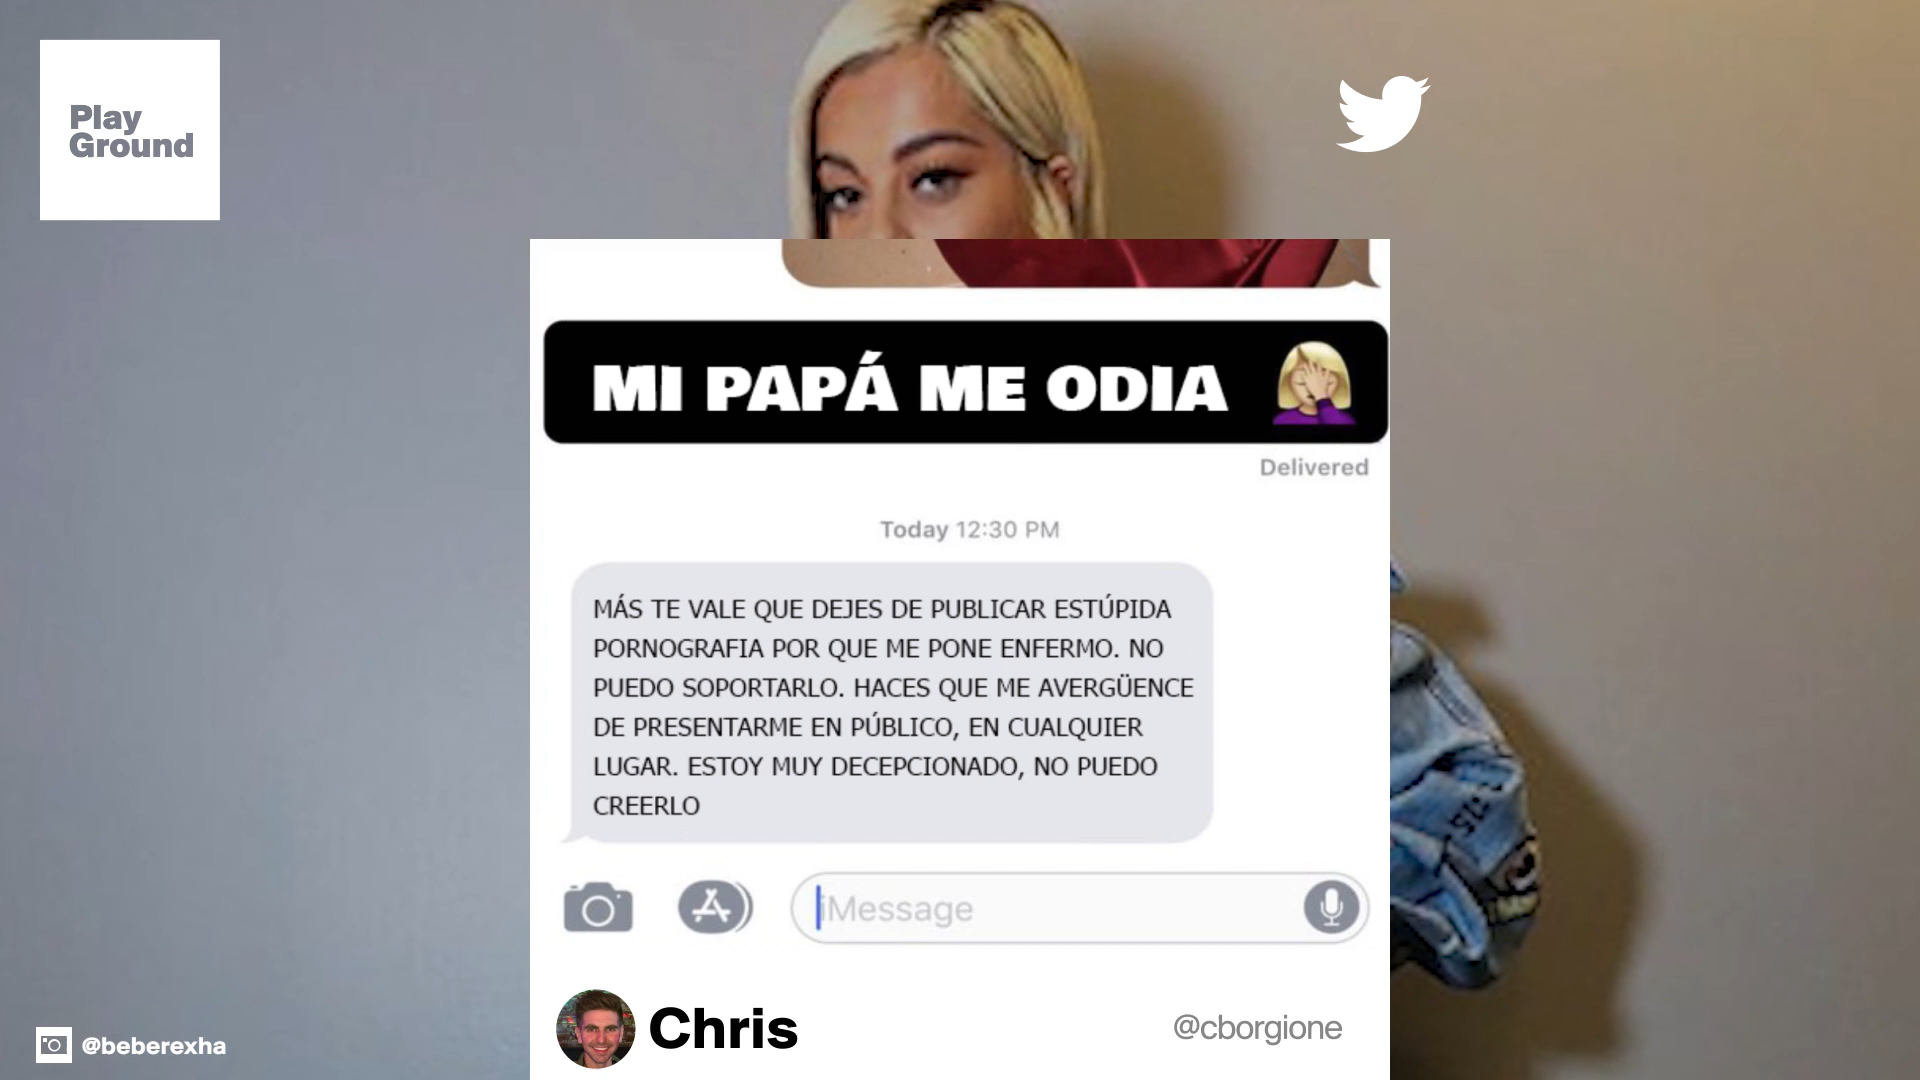 Play
Ground
MI PAPÁ ME ODIA
Delivered
Today 12:30 PM
MÁS TE VALE QUE DEJES DE PUBLICAR ESTÚPIDA
PORNOGRAFIA POR QUE ME PONE ENFERMO. NO
PUEDO SOPORTARLO. HACES QUE ME AVERGÜENCE
DE PRESENTARME EN PÚBLICO, EN CUALQUIER
LUGAR. ESTOY MUY DECEPCIONADO, NO PUEDO
CREERLO
iMessage
Chris
@cborgione
@beberexha